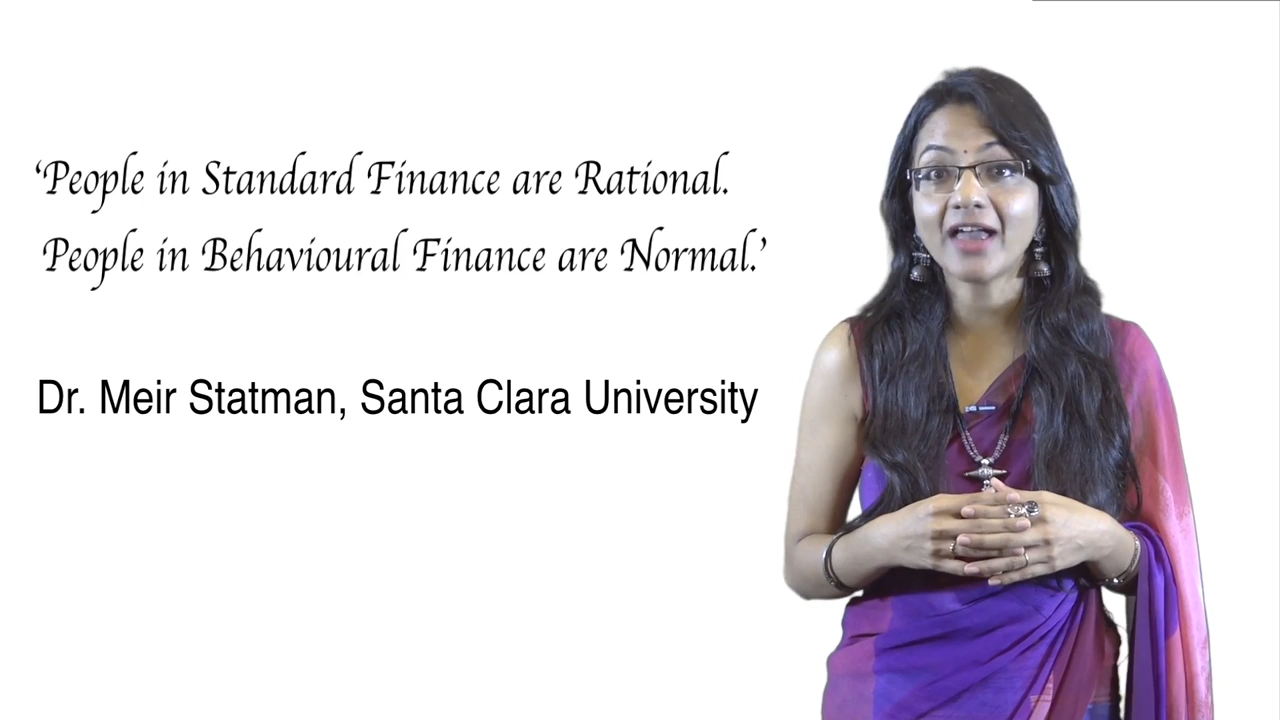 ‘People in Standard Finance are Rational.
People in Behavioural Finance are Normal.’
Dr. Meir Statman, Santa Clara University